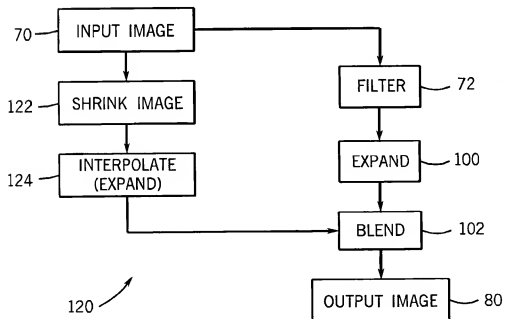 INPUT IMAGE
70
SHRINK IMAGE
122
FILTER
72
INTERPOLATE
(EXPAND)
124
EXPAND
100
BLEND
102
120
OUTPUT IMAGE
80